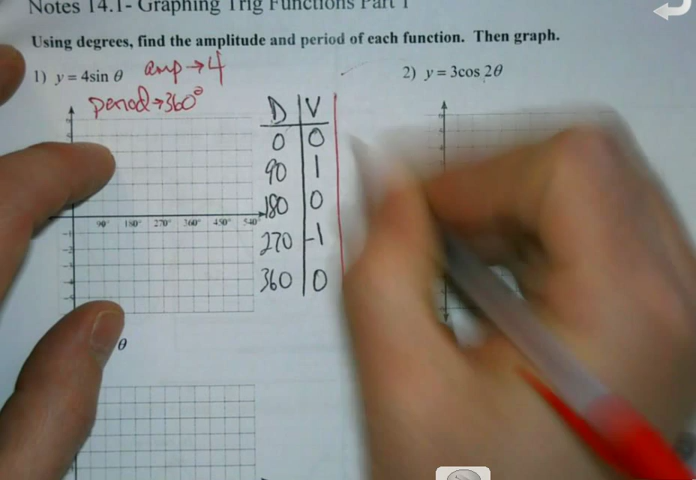 Notes 14.1- Graphing Trig Functions Part 1
Using degrees, find the amplitude and period of each function. Then graph.
1) y = 4sin θ amp→4
period→360°
2) y = 3cos 2θ
D V
0 0
90 1
180 0
270 -1
360 0
90° 180° 270° 360° 450° 540°
θ